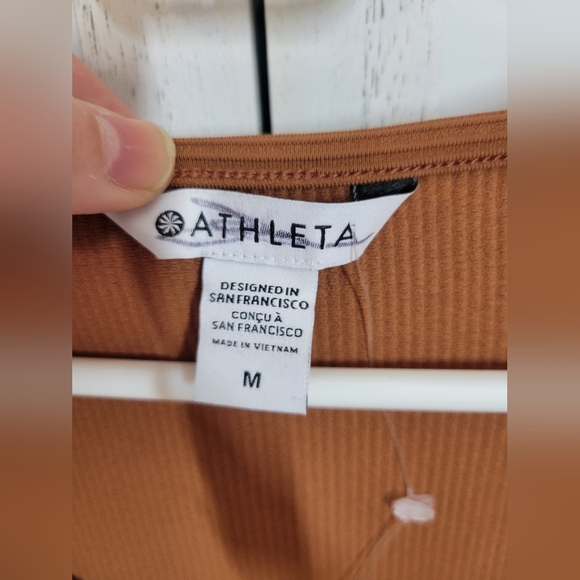 ATHLETA
DESIGNED IN
SAN FRANCISCO
CONÇU À
SAN FRANCISCO
MADE IN VIETNAM
M